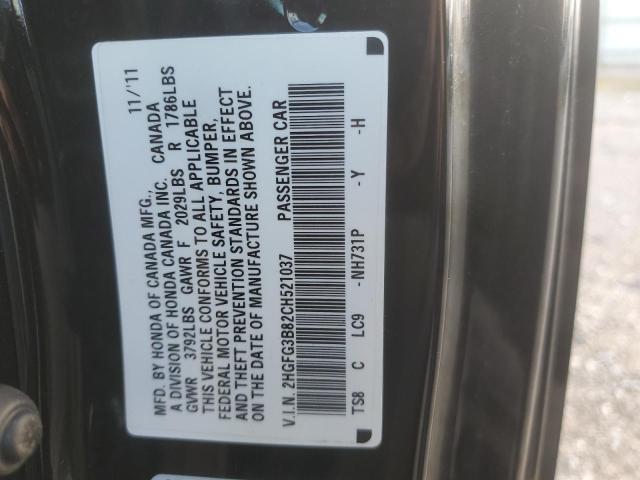 MFD. BY HONDA OF CANADA MFG., 11/'11
A DIVISION OF HONDA CANADA INC. CANADA
GVWR 3792LBS GAWR F 2029LBS R 1786LBS
THIS VEHICLE CONFORMS TO ALL APPLICABLE
FEDERAL MOTOR VEHICLE SAFETY, BUMPER,
AND THEFT PREVENTION STANDARDS IN EFFECT
ON THE DATE OF MANUFACTURE SHOWN ABOVE.
V.I.N. 2HGFG3B82CH521037 PASSENGER CAR
TS8 C LC9 -NH731P -Y -H